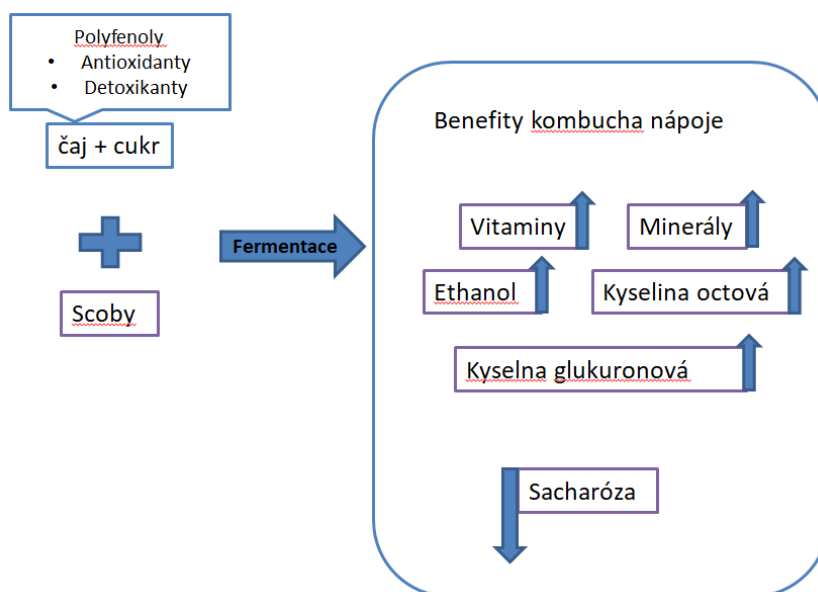 Polyfenoly
• Antioxidanty
• Detoxikanty
čaj + cukr
Fermentace
Scoby
Benefity kombucha nápoje
Vitaminy
Minerály
Ethanol
Kyselina octová
Kyselna glukuronová
Sacharóza